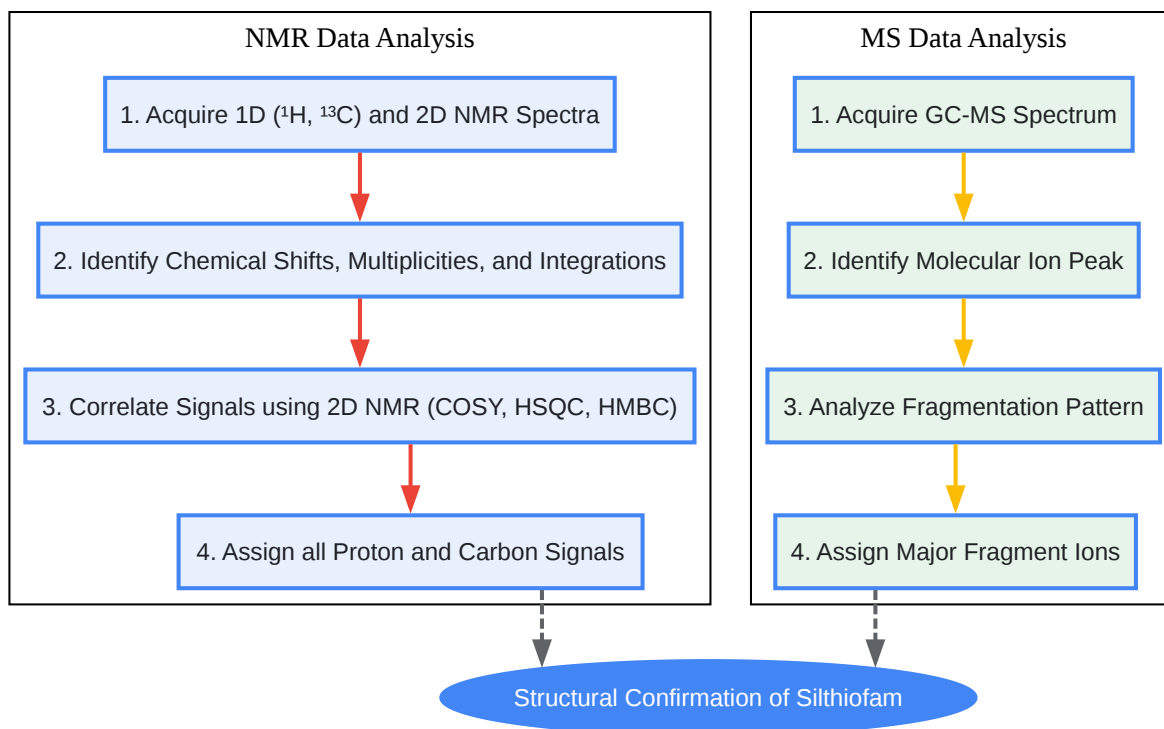 NMR Data Analysis
1. Acquire 1D (¹H, ¹³C) and 2D NMR Spectra
2. Identify Chemical Shifts, Multiplicities, and Integrations
3. Correlate Signals using 2D NMR (COSY, HSQC, HMBC)
4. Assign all Proton and Carbon Signals
MS Data Analysis
1. Acquire GC-MS Spectrum
2. Identify Molecular Ion Peak
3. Analyze Fragmentation Pattern
4. Assign Major Fragment Ions
Structural Confirmation of Silthiofam